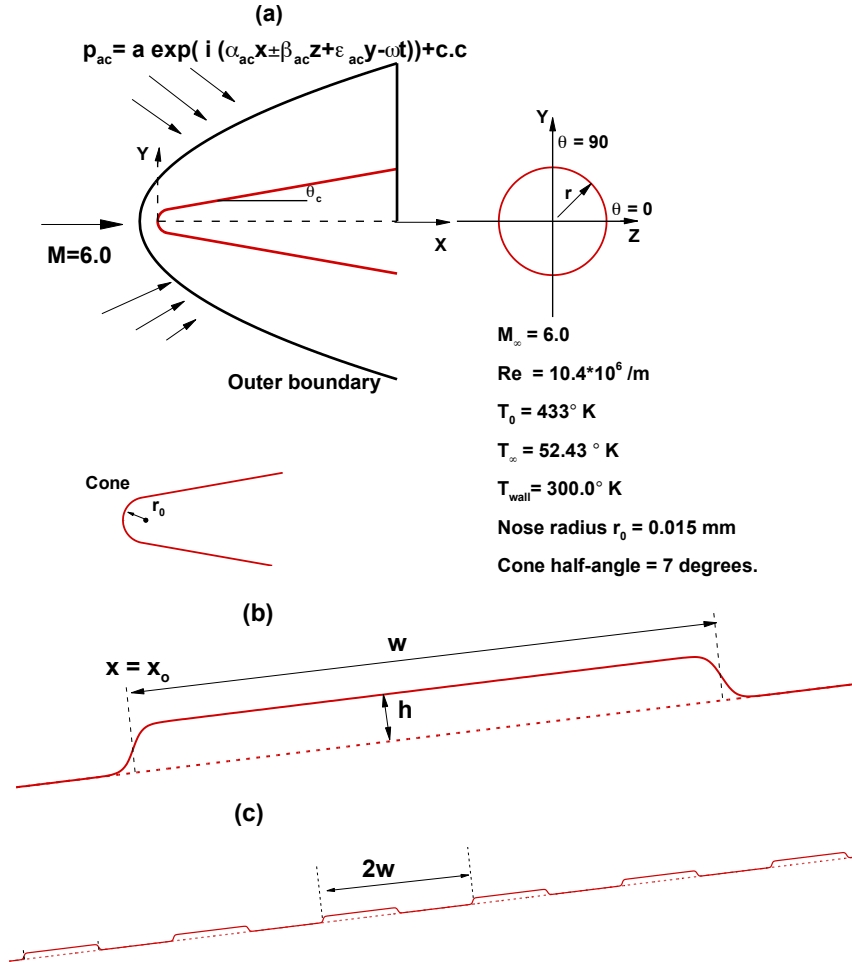 (a)
p_ac = a exp( i (α_ac x±β_ac z+ε_ac y-ωt))+c.c
Y
θ_c
X
M=6.0
Outer boundary
Y
θ = 90
r
θ = 0
Z
M_∞ = 6.0
Re = 10.4*10^6 /m
T_0 = 433° K
T_∞ = 52.43 ° K
T_wall = 300.0° K
Nose radius r_0 = 0.015 mm
Cone half-angle = 7 degrees.
Cone
r_0
(b)
w
x = x_o
h
(c)
2w